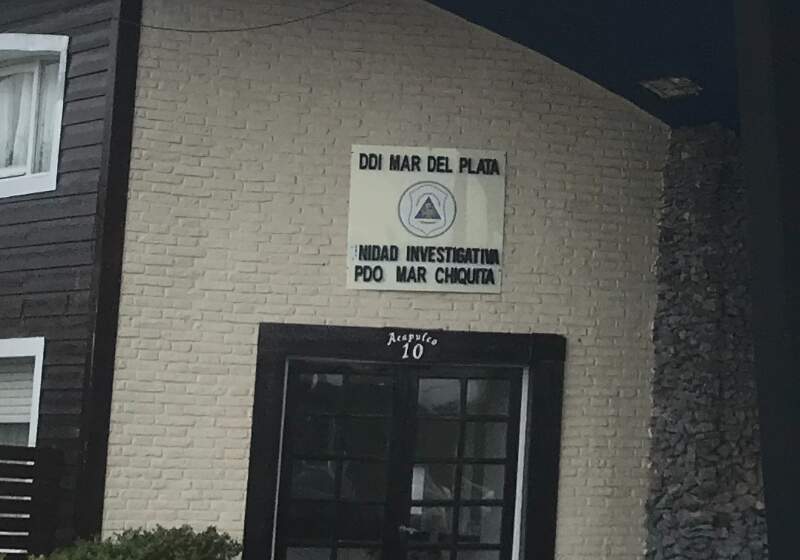 DDI MAR DEL PLATA
NIDAD INVESTIGATIVA
PDO MAR CHIQUITA
Acapulco
10